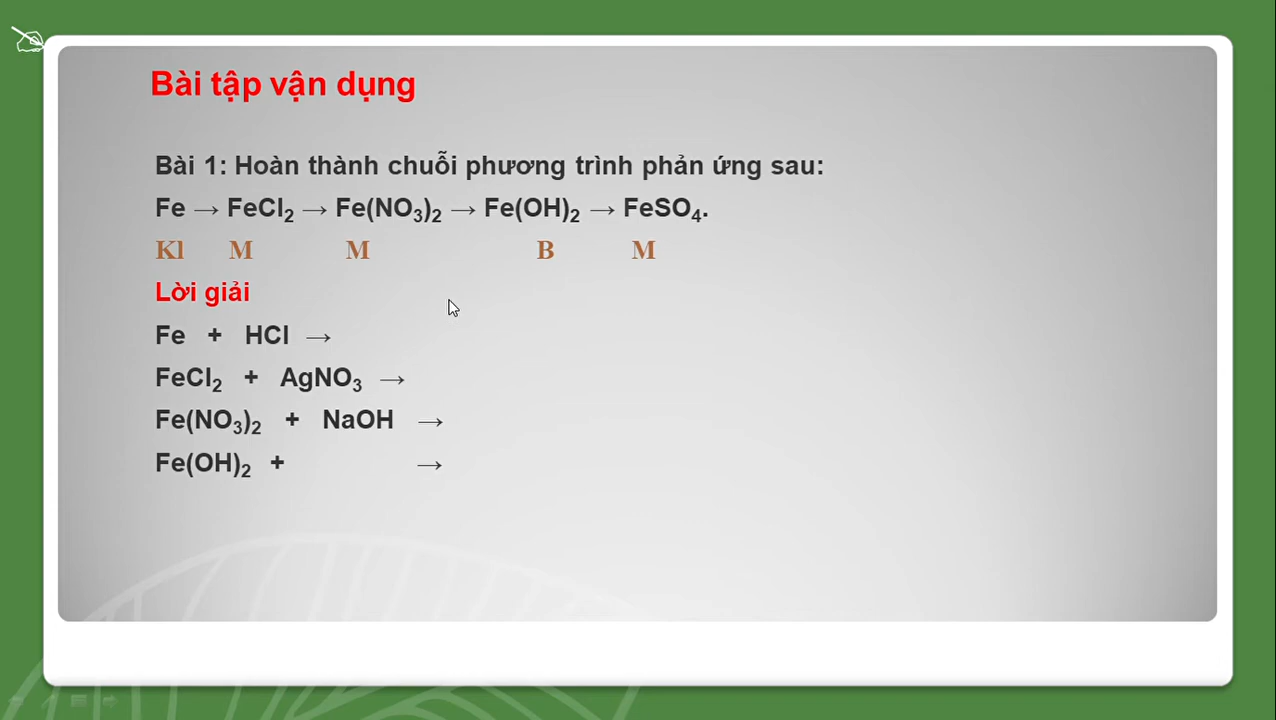 Bài tập vận dụng
Bài 1: Hoàn thành chuỗi phương trình phản ứng sau:
Fe → FeCl₂ → Fe(NO₃)₂ → Fe(OH)₂ → FeSO₄.
Kl M M B M
Lời giải
Fe + HCl →
FeCl₂ + AgNO₃ →
Fe(NO₃)₂ + NaOH →
Fe(OH)₂ + →